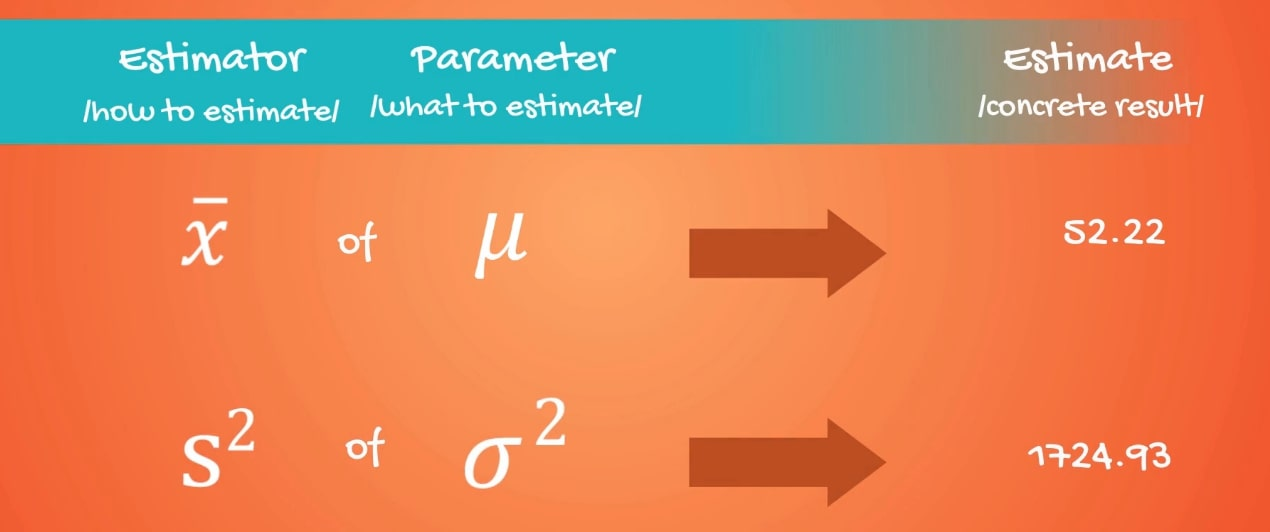 Estimator Parameter Estimate
/how to estimate/ /what to estimate/ /concrete result/
x̄ of μ 52.22
s² of σ² 1724.93